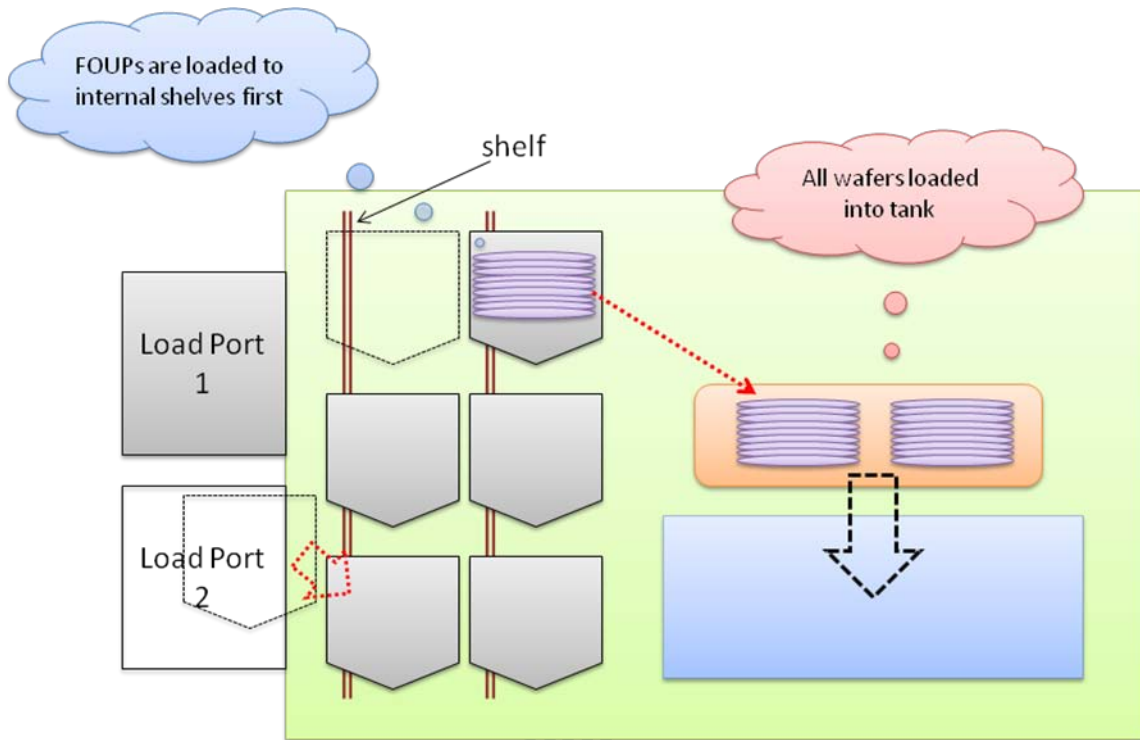 FOUPs are loaded to
internal shelves first
shelf
All wafers loaded
into tank
Load Port
1
Load Port
2